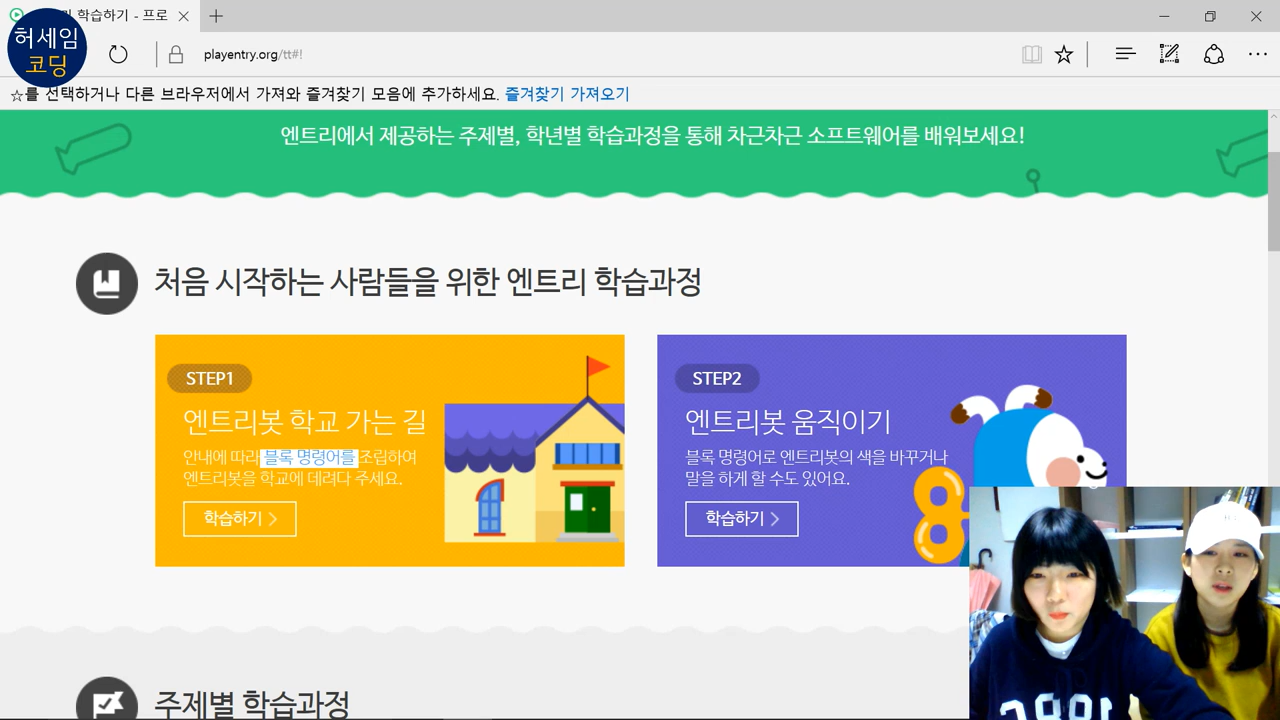 허세임
코딩
학습하기 - 프로
playentry.org/tt#!
☆를 선택하거나 다른 브라우저에서 가져와 즐겨찾기 모음에 추가하세요. 즐겨찾기 가져오기
엔트리에서 제공하는 주제별, 학년별 학습과정을 통해 차근차근 소프트웨어를 배워보세요!
처음 시작하는 사람들을 위한 엔트리 학습과정
STEP1
엔트리봇 학교 가는 길
안내에 따라 블록 명령어를 조립하여
엔트리봇을 학교에 데려다 주세요.
학습하기 >
STEP2
엔트리봇 움직이기
블록 명령어로 엔트리봇의 색을 바꾸거나
말을 하게 할 수도 있어요.
학습하기 >
8
주제별 학습과정